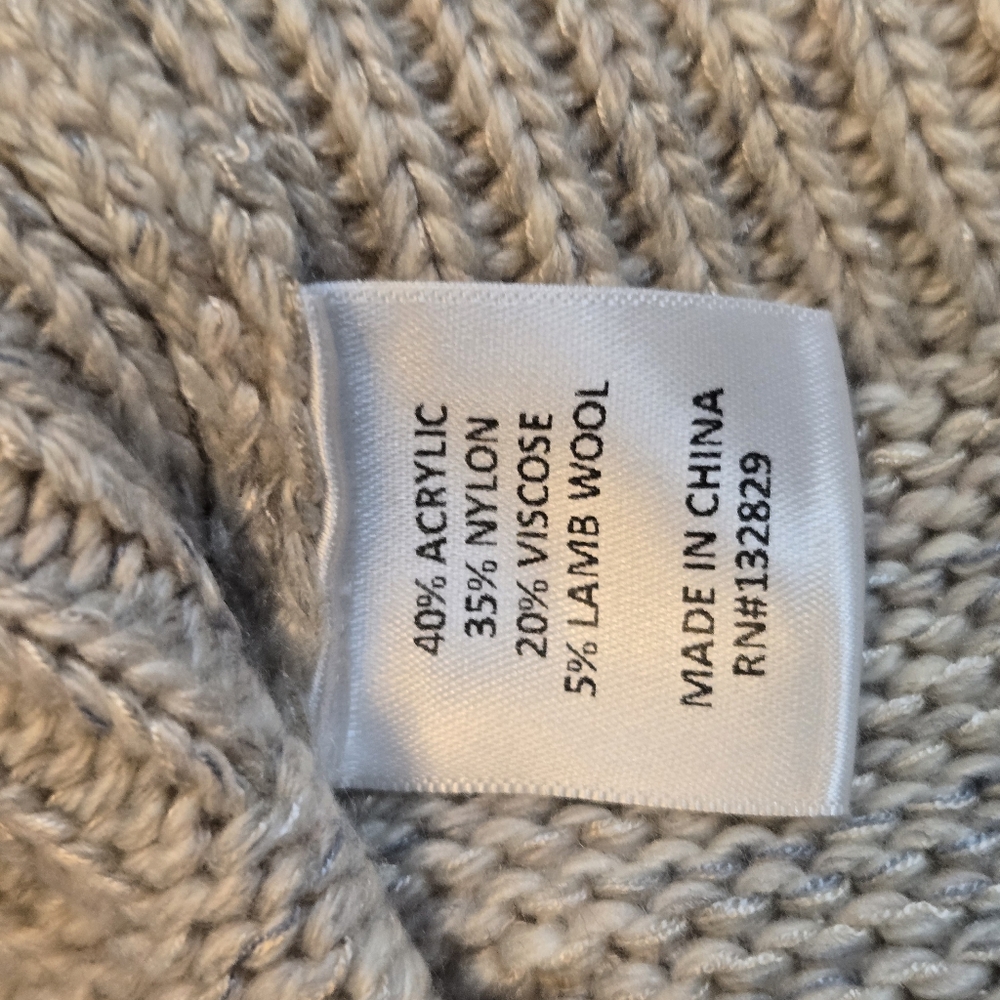 40% ACRYLIC
35% NYLON
20% VISCOSE
5% LAMB WOOL
MADE IN CHINA
RN#132829